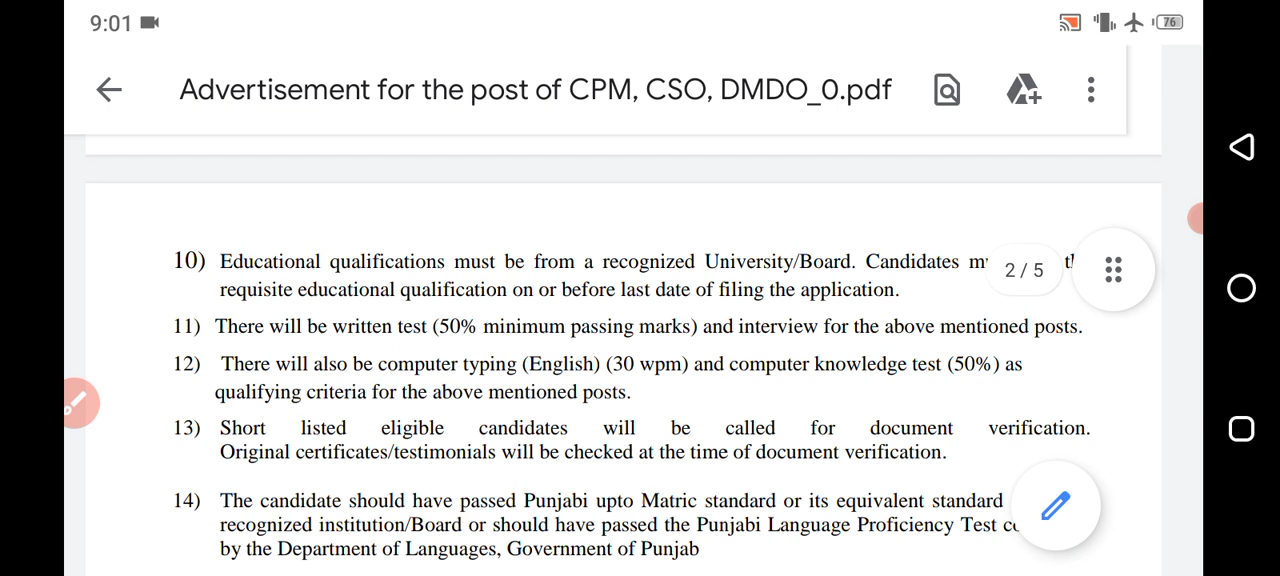 9:01
76
Advertisement for the post of CPM, CSO, DMDO_0.pdf
10) Educational qualifications must be from a recognized University/Board. Candidates
2 / 5
requisite educational qualification on or before last date of filing the application.
11) There will be written test (50% minimum passing marks) and interview for the above mentioned posts.
12) There will also be computer typing (English) (30 wpm) and computer knowledge test (50%) as
qualifying criteria for the above mentioned posts.
13) Short listed eligible candidates will be called for document verification.
Original certificates/testimonials will be checked at the time of document verification.
14) The candidate should have passed Punjabi upto Matric standard or its equivalent standard
recognized institution/Board or should have passed the Punjabi Language Proficiency Test
by the Department of Languages, Government of Punjab